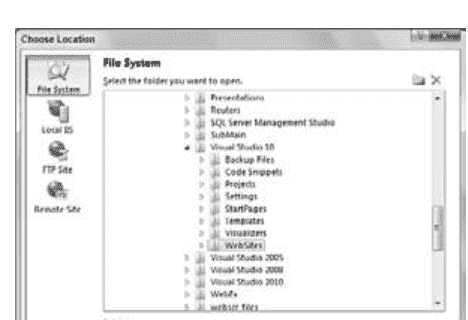 Choose Location
File System
Select the folder you want to open.
File System
Local IIS
FTP Site
Remote Site
Presentations
Reuters
SQL Server Management Studio
SubMain
Visual Studio 10
Backup Files
Code Snippets
Projects
Settings
StartPages
Templates
Visualizers
WebSites
Visual Studio 2005
Visual Studio 2008
Visual Studio 2010
webssr files